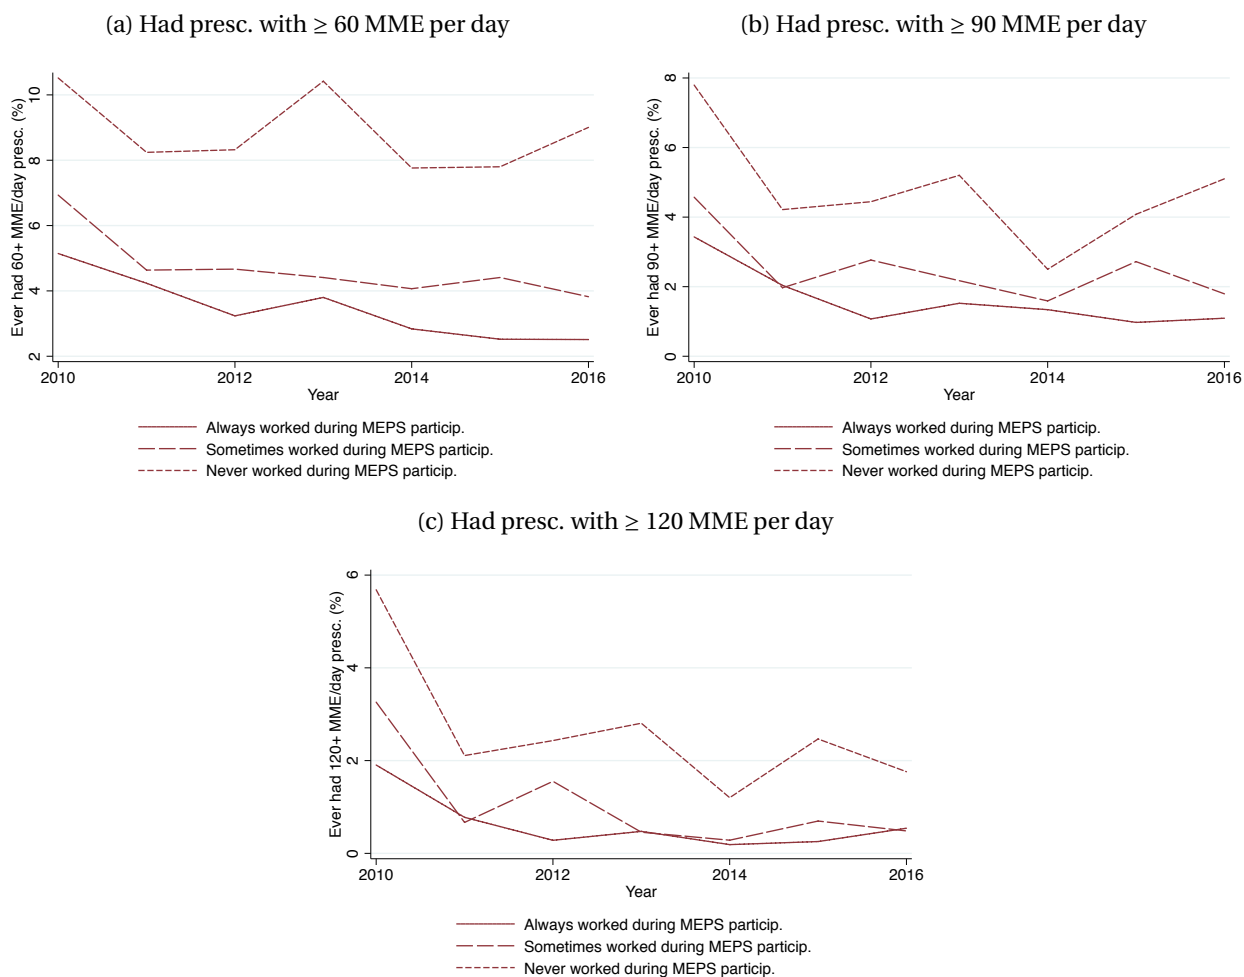 (a) Had presc. with ≥ 60 MME per day
Ever had 60+ MME/day presc. (%)
10
8
6
4
2
2010
2012
2014
2016
Year
Always worked during MEPS particip.
Sometimes worked during MEPS particip.
Never worked during MEPS particip.
(b) Had presc. with ≥ 90 MME per day
Ever had 90+ MME/day presc. (%)
8
6
4
2
0
2010
2012
2014
2016
Year
Always worked during MEPS particip.
Sometimes worked during MEPS particip.
Never worked during MEPS particip.
(c) Had presc. with ≥ 120 MME per day
Ever had 120+ MME/day presc. (%)
6
4
2
0
2010
2012
2014
2016
Year
Always worked during MEPS particip.
Sometimes worked during MEPS particip.
Never worked during MEPS particip.